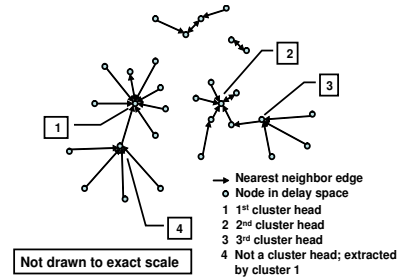 2
3
1
4
Nearest neighbor edge
Node in delay space
1 1st cluster head
2 2nd cluster head
3 3rd cluster head
4 Not a cluster head; extracted
by cluster 1
Not drawn to exact scale